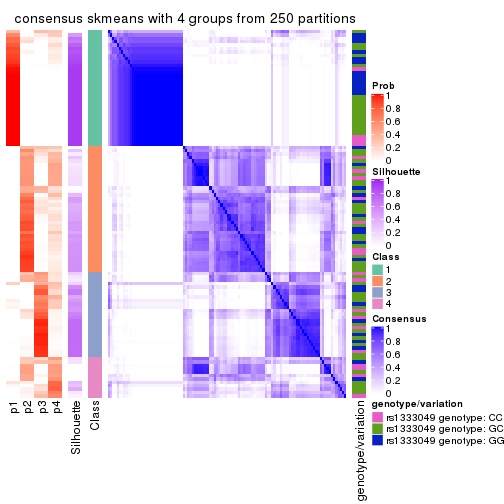 consensus skmeans with 4 groups from 250 partitions
Prob
1
0.8
0.6
0.4
0.2
0
Silhouette
1
0.8
0.6
0.4
0.2
0
Class
1
2
3
4
Consensus
1
0.8
0.6
0.4
0.2
0
genotype/variation
rs1333049 genotype: CC
rs1333049 genotype: GC
rs1333049 genotype: GG
p1
p2
p3
p4
Silhouette
Class
genotype/variation